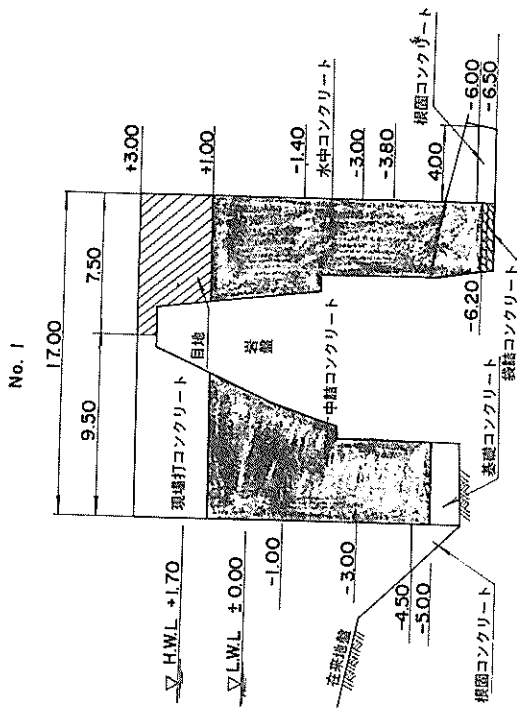 No. 1
17.00
9.50
7.50
現場打コンクリート
+3.00
+1.00
目地
岩盤
中詰コンクリート
-1.40
水中コンクリート
-3.00
-3.80
4.00
根固コンクリート
-6.00
-6.50
-6.20
袋詰コンクリート
基礎コンクリート
H.W.L +1.70
L.W.L ±0.00
-1.00
-3.00
-4.50
-5.00
在来地盤
根固コンクリート